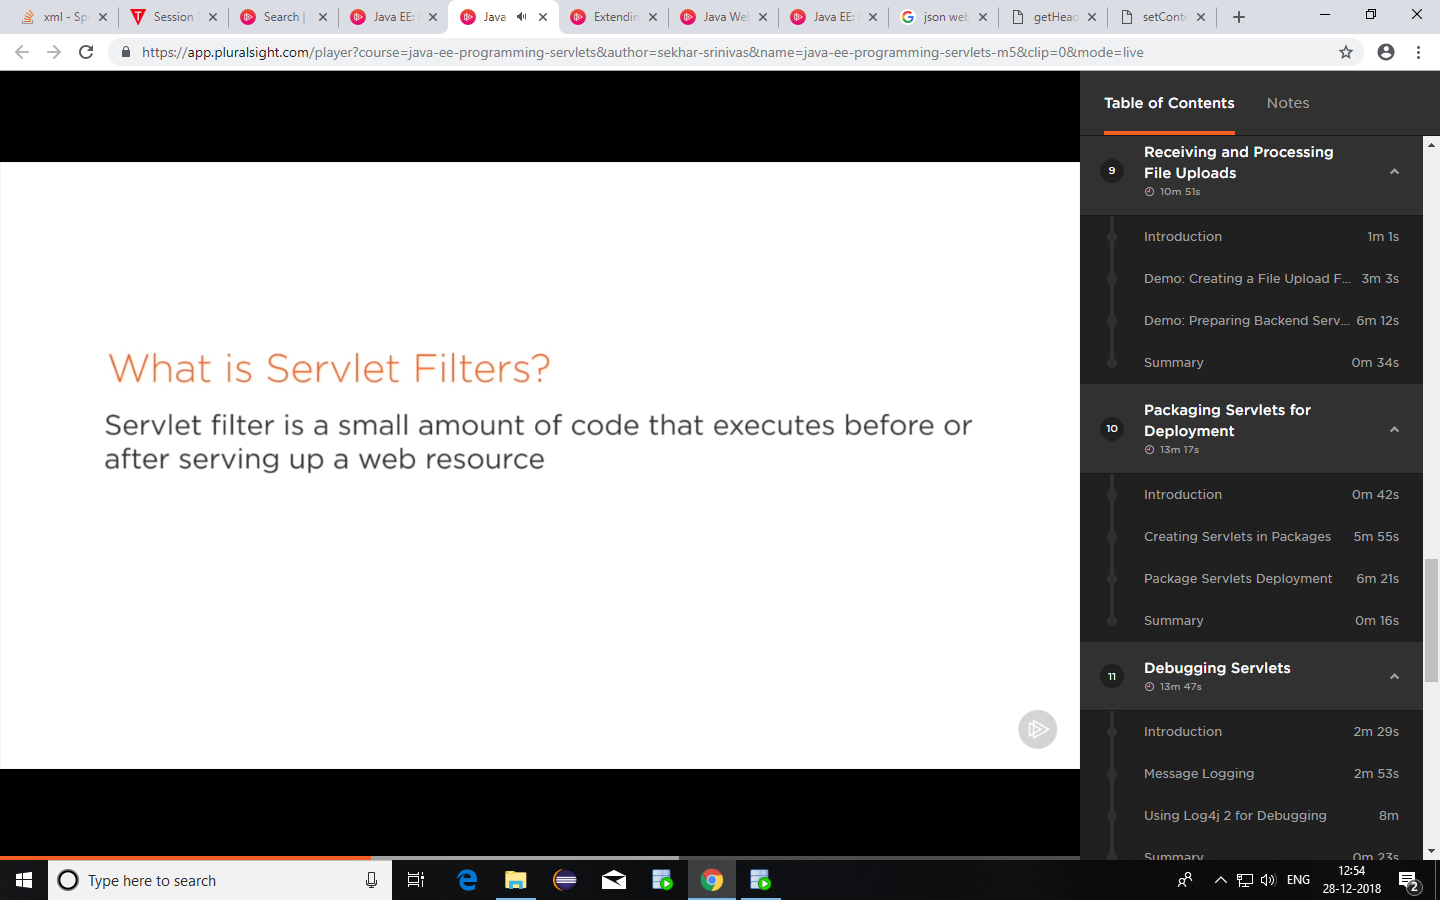 xml - Sp
Session
Search |
Java EE:
Java
Extendin
Java We
Java EE:
json web
getHead
setConte
https://app.pluralsight.com/player?course=java-ee-programming-servlets&author=sekhar-srinivas&name=java-ee-programming-servlets-m5&clip=0&mode=live
What is Servlet Filters?
Servlet filter is a small amount of code that executes before or
after serving up a web resource
Table of Contents
Notes
9
Receiving and Processing
File Uploads
10m 51s
Introduction 1m 1s
Demo: Creating a File Upload F... 3m 3s
Demo: Preparing Backend Serv... 6m 12s
Summary 0m 34s
10
Packaging Servlets for
Deployment
13m 17s
Introduction 0m 42s
Creating Servlets in Packages 5m 55s
Package Servlets Deployment 6m 21s
Summary 0m 16s
11
Debugging Servlets
13m 47s
Introduction 2m 29s
Message Logging 2m 53s
Using Log4j 2 for Debugging 8m
Summary 0m 23s
Type here to search
ENG
12:54
28-12-2018
2